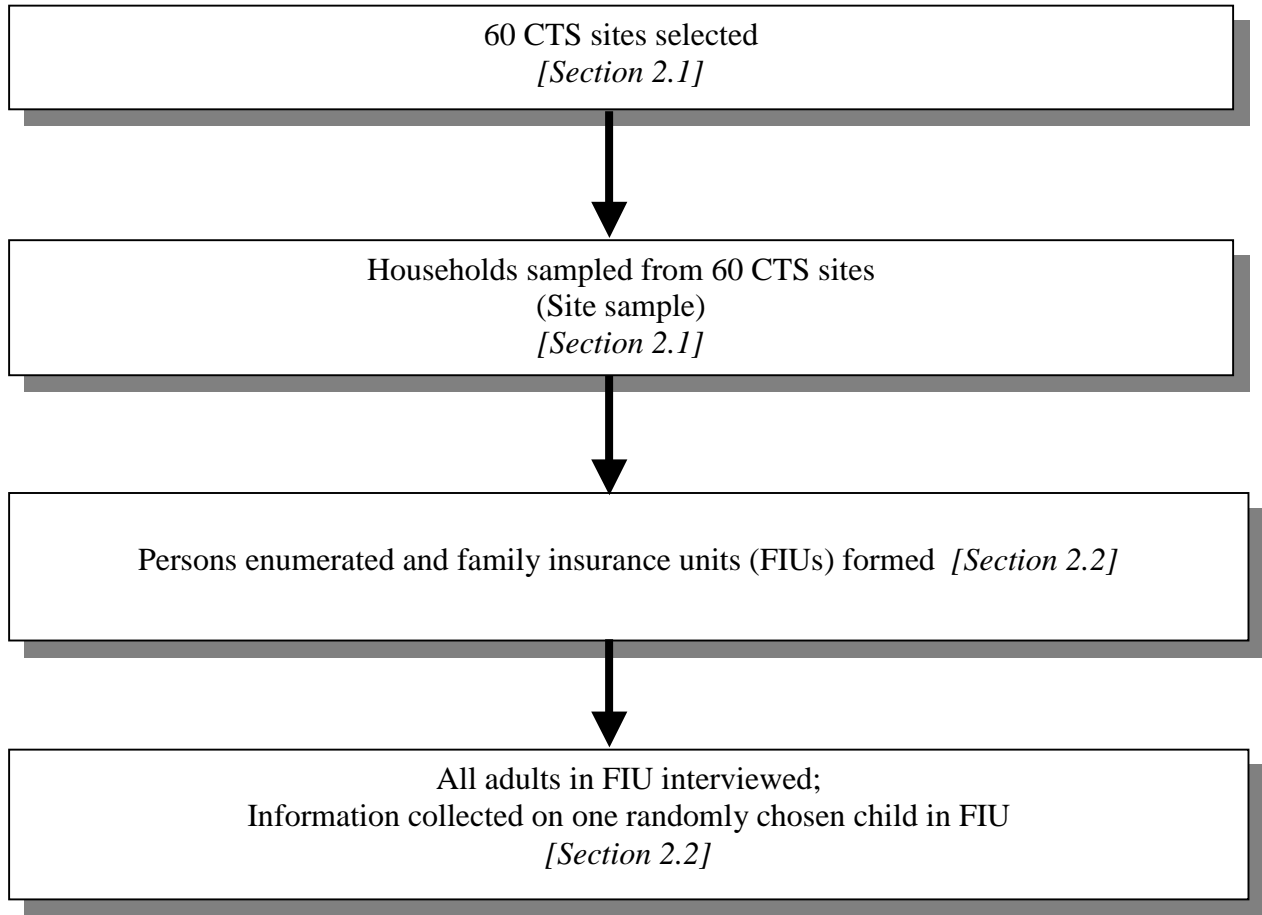 60 CTS sites selected
[Section 2.1]
Households sampled from 60 CTS sites
(Site sample)
[Section 2.1]
Persons enumerated and family insurance units (FIUs) formed [Section 2.2]
All adults in FIU interviewed;
Information collected on one randomly chosen child in FIU
[Section 2.2]